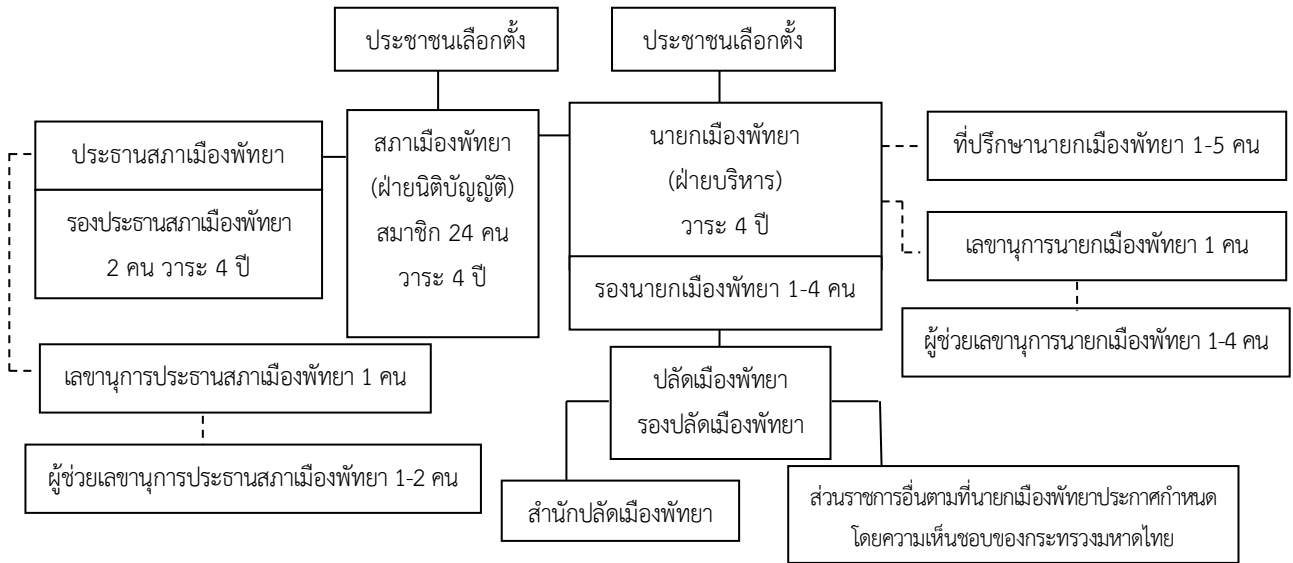 ประชาชนเลือกตั้ง
ประชาชนเลือกตั้ง
ประธานสภาเมืองพัทยา
รองประธานสภาเมืองพัทยา
2 คน วาระ 4 ปี
สภาเมืองพัทยา
(ฝ่ายนิติบัญญัติ)
สมาชิก 24 คน
วาระ 4 ปี
นายกเมืองพัทยา
(ฝ่ายบริหาร)
วาระ 4 ปี
รองนายกเมืองพัทยา 1-4 คน
ที่ปรึกษานายกเมืองพัทยา 1-5 คน
เลขานุการนายกเมืองพัทยา 1 คน
ผู้ช่วยเลขานุการนายกเมืองพัทยา 1-4 คน
เลขานุการประธานสภาเมืองพัทยา 1 คน
ผู้ช่วยเลขานุการประธานสภาเมืองพัทยา 1-2 คน
ปลัดเมืองพัทยา
รองปลัดเมืองพัทยา
สำนักปลัดเมืองพัทยา
ส่วนราชการอื่นตามที่นายกเมืองพัทยาประกาศกำหนด
โดยความเห็นชอบของกระทรวงมหาดไทย